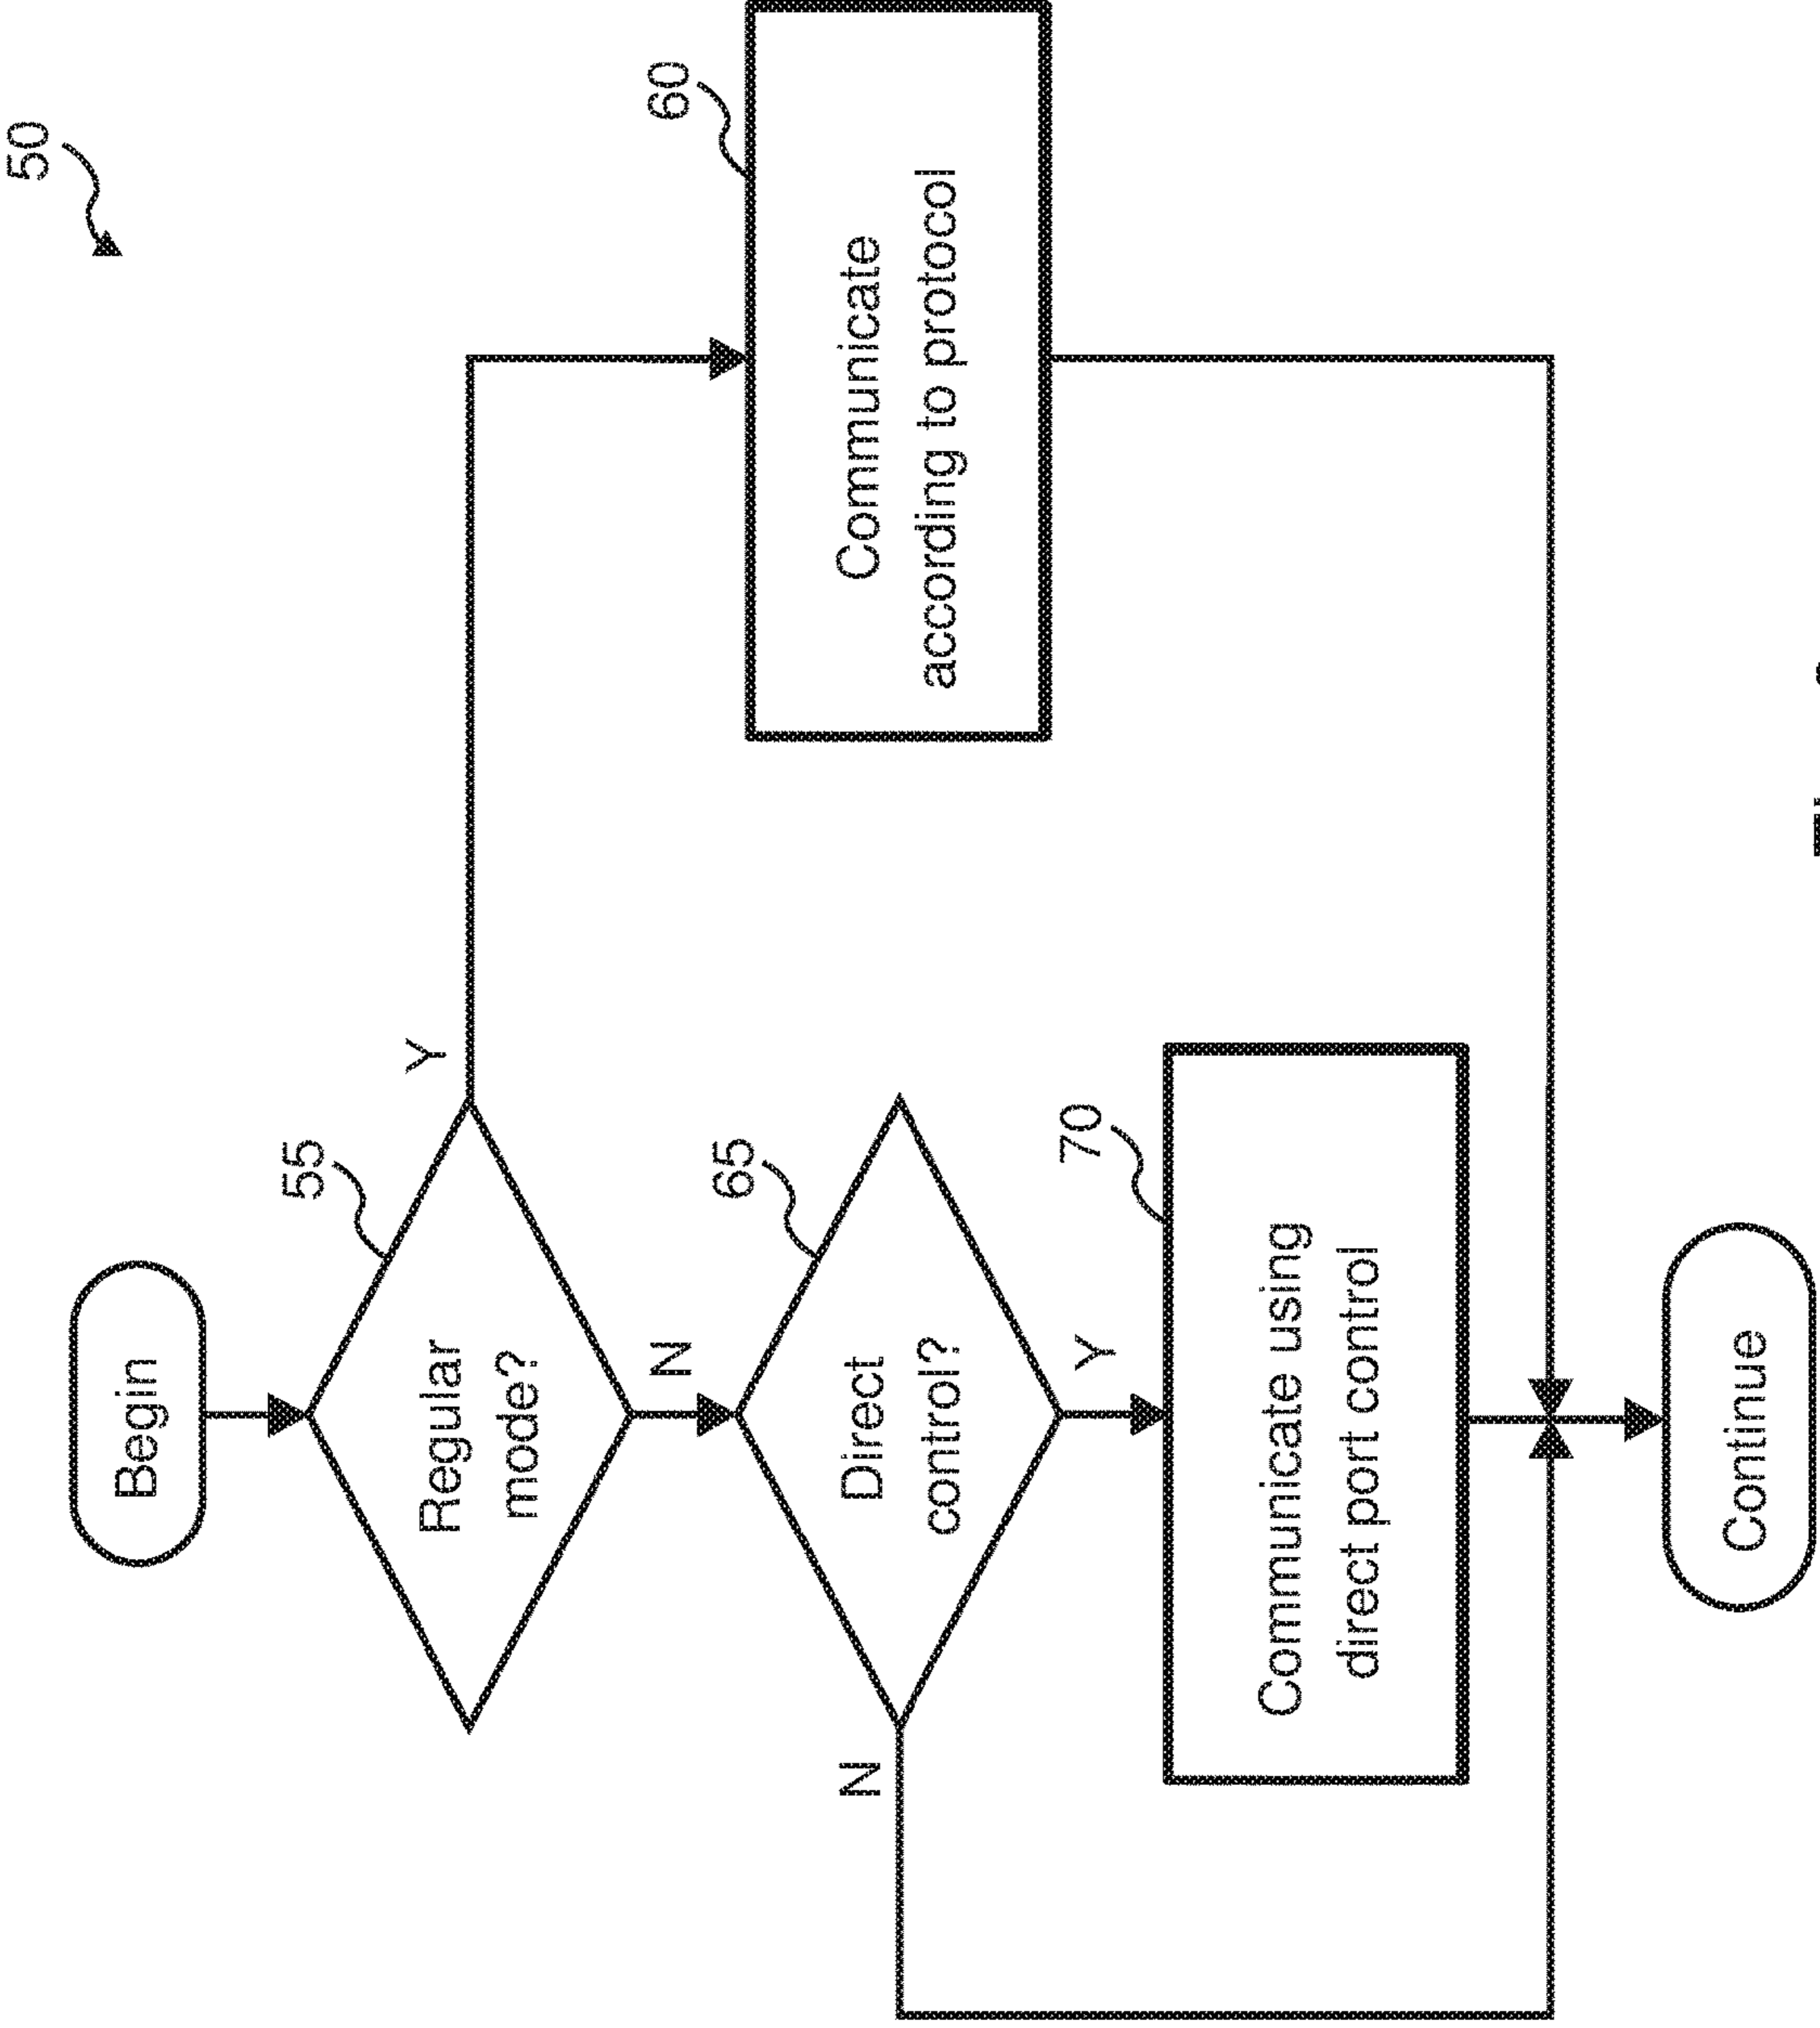 50
Begin
55
Regular
mode?
Y
N
60
Communicate
according to protocol
65
Direct
control?
N
Y
70
Communicate using
direct port control
Continue